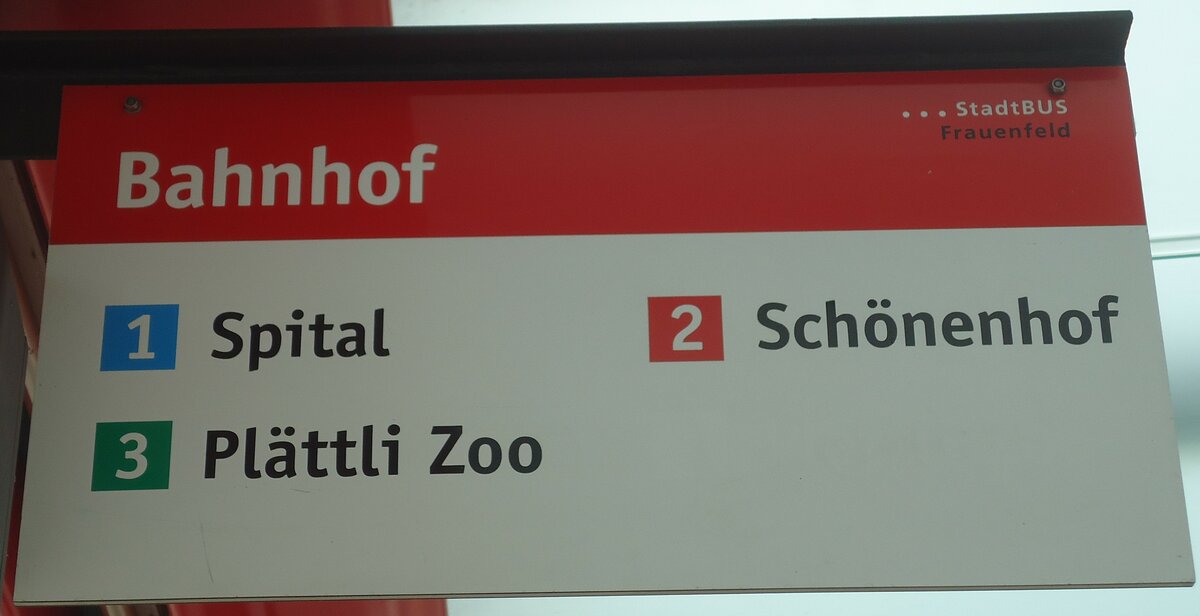 ... StadtBUS
Frauenfeld
Bahnhof
1 Spital
2 Schönenhof
3 Plättli Zoo